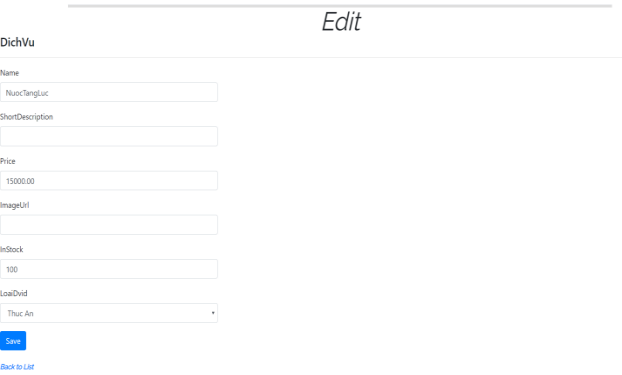 Edit
DichVu
Name
NuocTangLuc
ShortDescription
Price
15000.00
ImageUrl
InStock
100
LoaiDvid
Thuc An
Save
Back to List